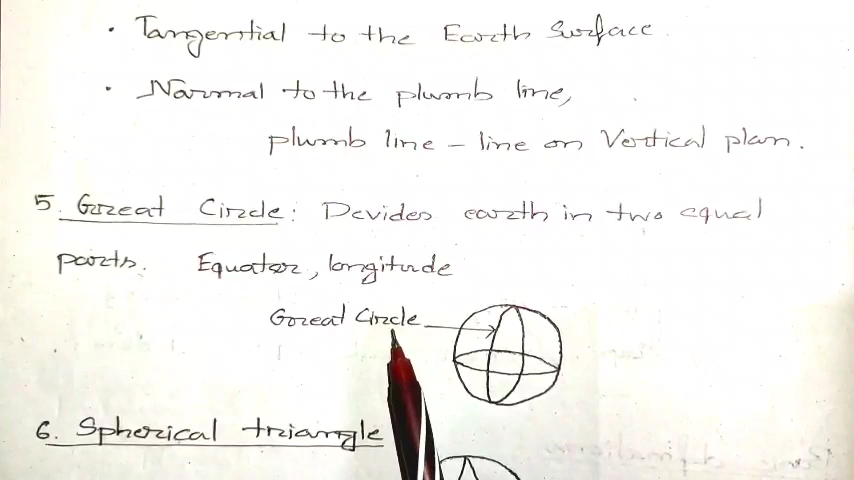 • Tangential to the Earth Surface.
• Normal to the plumb line,
plumb line - line on Vertical plan.
5. Great Circle: Devides earth in two equal
parts. Equator, longitude
Great Circle
6. Spherical triangle